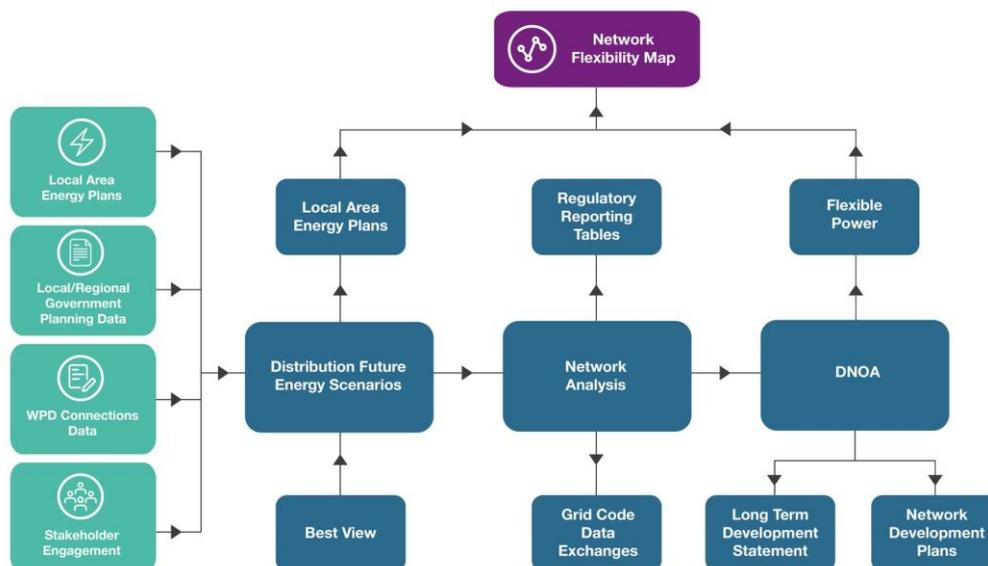 Network
Flexibility Map
Local Area
Energy Plans
Local/Regional
Government
Planning Data
WPD Connections
Data
Stakeholder
Engagement
Local Area
Energy Plans
Regulatory
Reporting
Tables
Flexible
Power
Distribution Future
Energy Scenarios
Network
Analysis
DNOA
Best View
Grid Code
Data
Exchanges
Long Term
Development
Statement
Network
Development
Plans